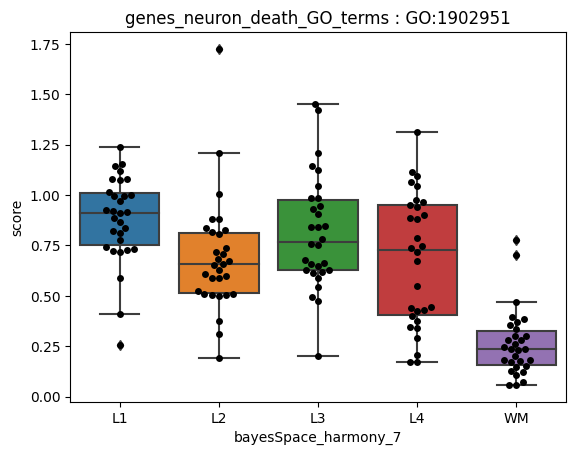 genes_neuron_death_GO_terms : GO:1902951
1.75
1.50
1.25
1.00
0.75
0.50
0.25
0.00
score
L1 L2 L3 L4 WM
bayesSpace_harmony_7